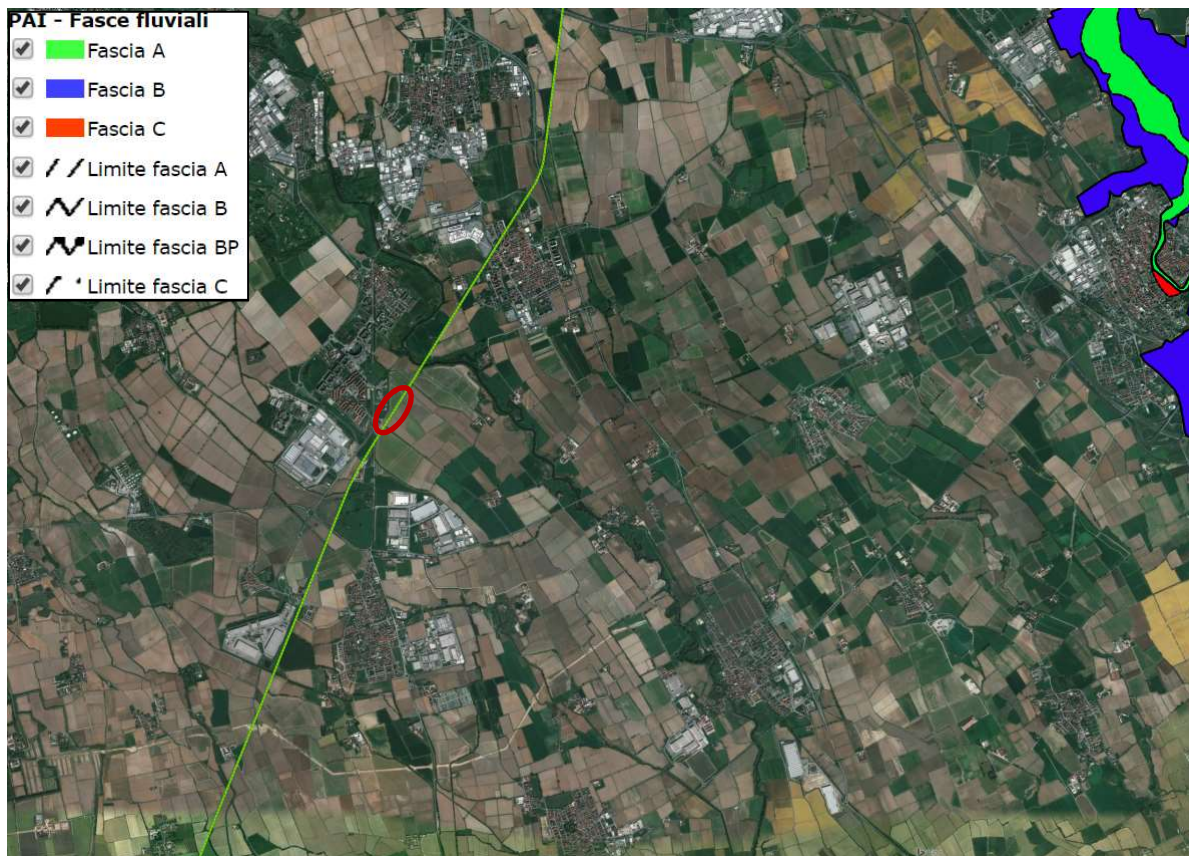 PAI - Fasce fluviali
Fascia A
Fascia B
Fascia C
Limite fascia A
Limite fascia B
Limite fascia BP
Limite fascia C